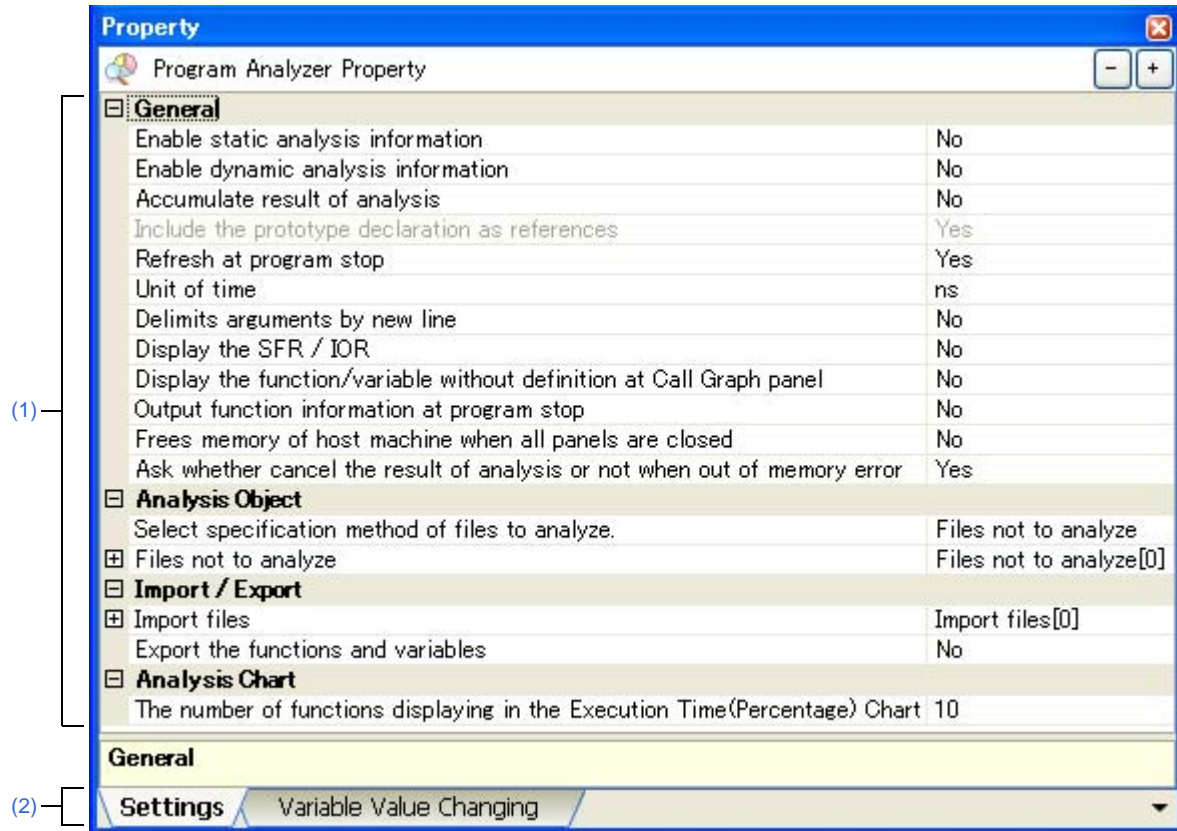 Property
Program Analyzer Property
- +
General
Enable static analysis information No
Enable dynamic analysis information No
Accumulate result of analysis No
Include the prototype declaration as references Yes
Refresh at program stop Yes
Unit of time ns
Delimits arguments by new line No
Display the SFR / IOR No
Display the function/variable without definition at Call Graph panel No
(1)
Output function information at program stop No
Frees memory of host machine when all panels are closed No
Ask whether cancel the result of analysis or not when out of memory error Yes
Analysis Object
Select specification method of files to analyze. Files not to analyze
Files not to analyze Files not to analyze[0]
Import / Export
Import files Import files[0]
Export the functions and variables No
Analysis Chart
The number of functions displaying in the Execution Time(Percentage) Chart 10
General
(2)
Settings Variable Value Changing